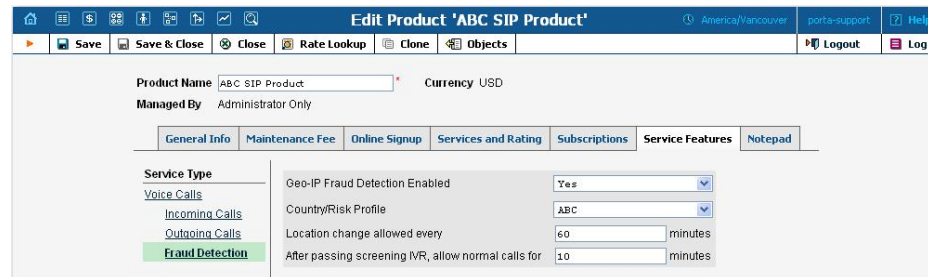 Edit Product 'ABC SIP Product' America/Vancouver porta-support Help
Save Save & Close Close Rate Lookup Clone Objects Logout Log
Product Name ABC SIP Product * Currency USD
Managed By Administrator Only
General Info Maintenance Fee Online Signup Services and Rating Subscriptions Service Features Notepad
Service Type
Voice Calls
Incoming Calls
Outgoing Calls
Fraud Detection
Geo-IP Fraud Detection Enabled Yes
Country/Risk Profile ABC
Location change allowed every 60 minutes
After passing screening IVR, allow normal calls for 10 minutes